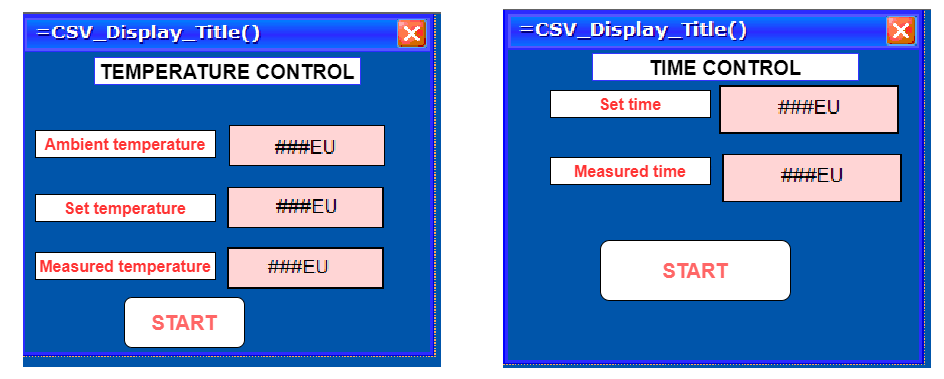 =CSV_Display_Title()
TEMPERATURE CONTROL
Ambient temperature
###EU
Set temperature
###EU
Measured temperature
###EU
START
=CSV_Display_Title()
TIME CONTROL
Set time
###EU
Measured time
###EU
START